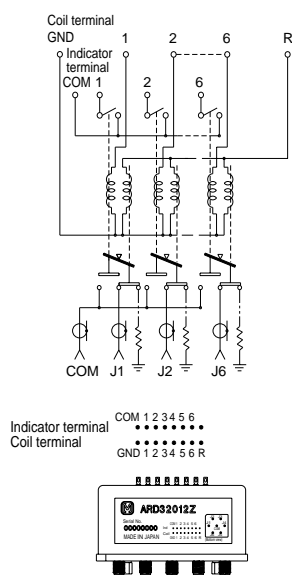 Coil terminal
GND 1 2 6 R
Indicator
terminal
COM 1 2 6
COM J1 J2 J6
Indicator terminal COM 1 2 3 4 5 6
Coil terminal
GND 1 2 3 4 5 6 R
ARD32012Z
Serial No.
00000000
MADE IN JAPAN